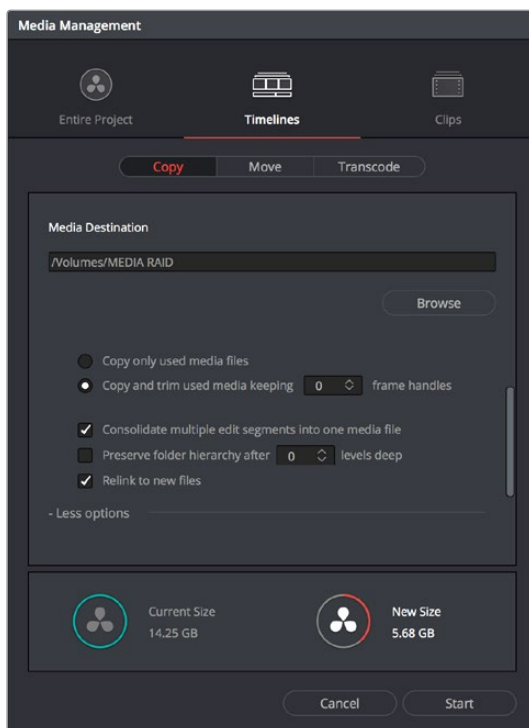 Media Management
Entire Project
Timelines
Clips
Copy
Move
Transcode
Media Destination
/Volumes/MEDIA RAID
Browse
Copy only used media files
Copy and trim used media keeping 0 frame handles
Consolidate multiple edit segments into one media file
Preserve folder hierarchy after 0 levels deep
Relink to new files
- Less options
Current Size
14.25 GB
New Size
5.68 GB
Cancel
Start